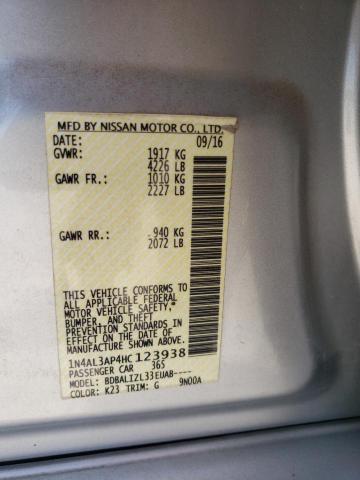 MFD BY NISSAN MOTOR CO., LTD.
DATE: 09/16
GVWR: 1917 KG
4226 LB
GAWR FR.: 1010 KG
2227 LB
GAWR RR.: 940 KG
2072 LB
THIS VEHICLE CONFORMS TO
ALL APPLICABLE FEDERAL
MOTOR VEHICLE SAFETY,
BUMPER, AND THEFT
PREVENTION STANDARDS
IN EFFECT ON THE DATE OF
MANUFACTURE SHOWN ABOVE.
1N4AL3AP4HC123938
PASSENGER CAR 365
MODEL: BDBALIZL33EUAB----
COLOR: K23 TRIM: G 9N00A